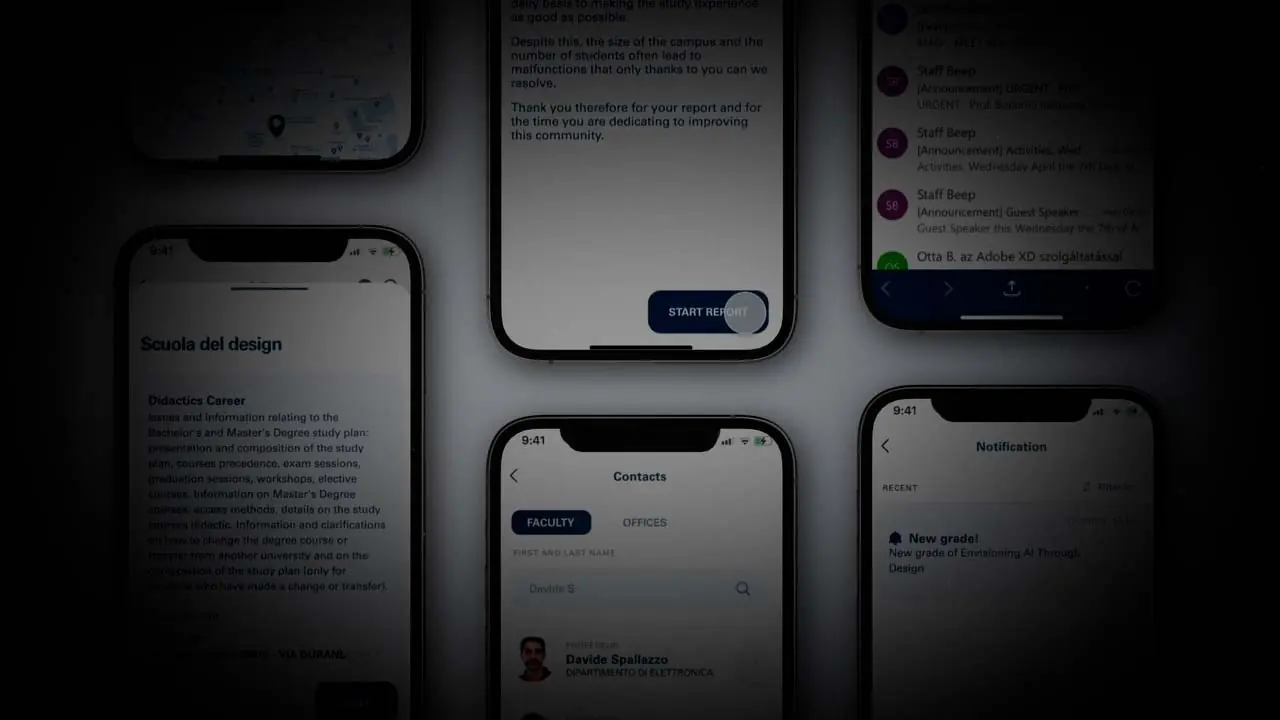 daily basis to making the study experience
as good as possible.
Despite this, the size of the campus and the
number of students often lead to
malfunctions that only thanks to you can we
resolve.
Thank you therefore for your report and for
the time you are dedicating to improving
this community.
START REPORT
Staff Beep
[Announcement] URGENT
URGENT Prof.
SB
Staff Beep
[Announcement] Activities, Wed
Activities, Wednesday April the 7th
SB
Staff Beep
[Announcement] Guest Speaker
Guest Speaker this Wednesday the 7th of A
Otta B. az Adobe XD szolgáltatással
9:41
Scuola del design
Didactics Career
Issues and information relating to the
Bachelor's and Master's Degree study plan:
presentation and composition of the study
plan, courses precedence, exam sessions,
graduation sessions, workshops, elective
courses. Information on Master's Degree
courses: access methods, details on the study
courses didactic. Information and clarifications
on how to change the degree course or
transfer from another university and on the
composition of the study plan (only for
who have made a change or transfer).
- VIA DURANDO
9:41
Contacts
FACULTY
OFFICES
FIRST AND LAST NAME
Davide S
Davide Spallazzo
DIPARTIMENTO DI ELETTRONICA
9:41
Notification
RECENT
New grade!
New grade of Envisioning AI Through
Design